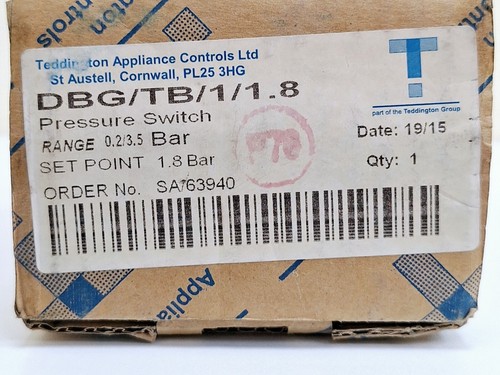 Teddington Appliance Controls Ltd
St Austell, Cornwall, PL25 3HG
DBG/TB/1/1.8
Pressure Switch
RANGE 0.2/3.5 Bar
SET POINT 1.8 Bar
ORDER No. SA763940
T
part of the Teddington Group
Date: 19/15
Qty: 1
Applian